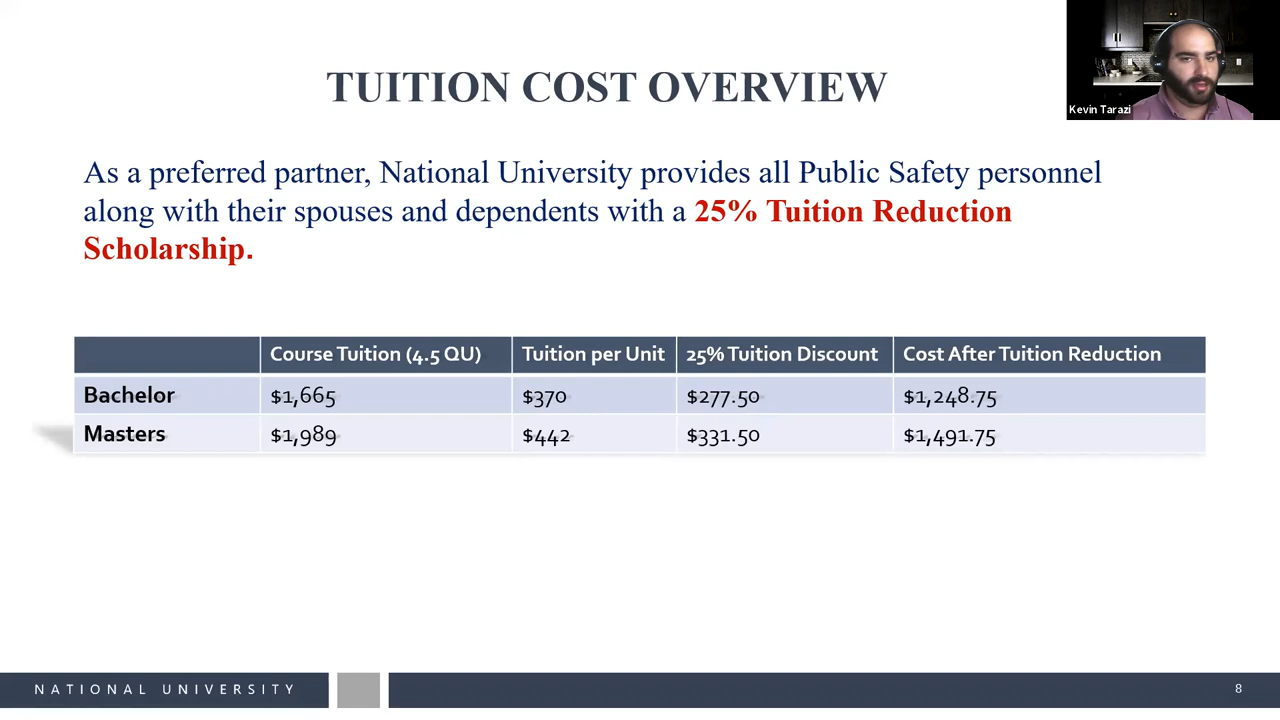 TUITION COST OVERVIEW
Kevin Tarazi
As a preferred partner, National University provides all Public Safety personnel
along with their spouses and dependents with a 25% Tuition Reduction
Scholarship.
Course Tuition (4.5 QU) Tuition per Unit 25% Tuition Discount Cost After Tuition Reduction
Bachelor $1,665 $370 $277.50 $1,248.75
Masters $1,989 $442 $331.50 $1,491.75
NATIONAL UNIVERSITY 8